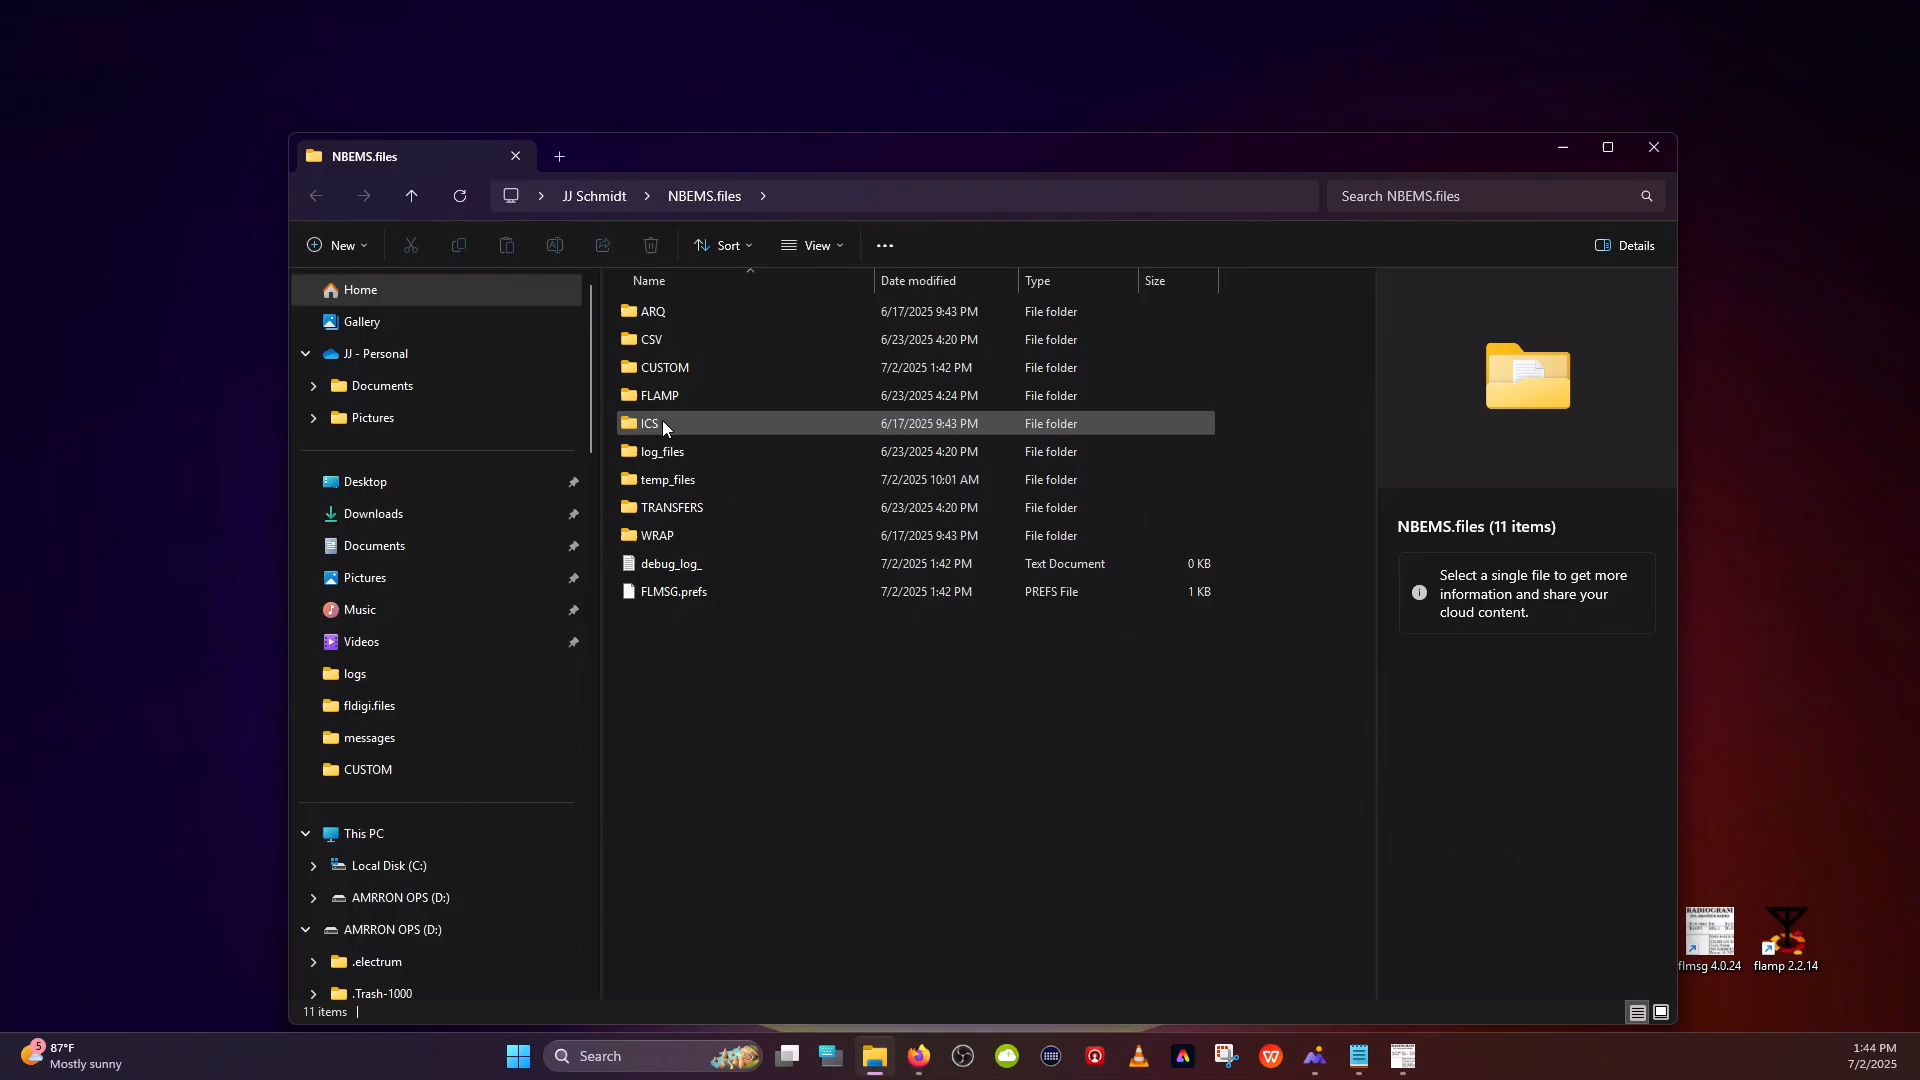 NBEMS.files
JJ Schmidt
NBEMS.files
Search NBEMS.files
New
Sort
View
Details
Home
Gallery
JJ - Personal
Documents
Pictures
Desktop
Downloads
Documents
Pictures
Music
Videos
logs
fldigi.files
messages
CUSTOM
This PC
Local Disk (C:)
AMRRON OPS (D:)
AMRRON OPS (D:)
.electrum
.Trash-1000
Name Date modified Type Size
ARQ 6/17/2025 9:43 PM File folder
CSV 6/23/2025 4:20 PM File folder
CUSTOM 7/2/2025 1:42 PM File folder
FLAMP 6/23/2025 4:24 PM File folder
ICS 6/17/2025 9:43 PM File folder
log_files 6/23/2025 4:20 PM File folder
temp_files 7/2/2025 10:01 AM File folder
TRANSFERS 6/23/2025 4:20 PM File folder
WRAP 6/17/2025 9:43 PM File folder
debug_log_ 7/2/2025 1:42 PM Text Document 0 KB
FLMSG.prefs 7/2/2025 1:42 PM PREFS File 1 KB
NBEMS.files (11 items)
Select a single file to get more
information and share your
cloud content.
11 items
RADIOGRAM
flmsg 4.0.24
flamp 2.2.14
5
87°F
Mostly sunny
Search
1:44 PM
7/2/2025